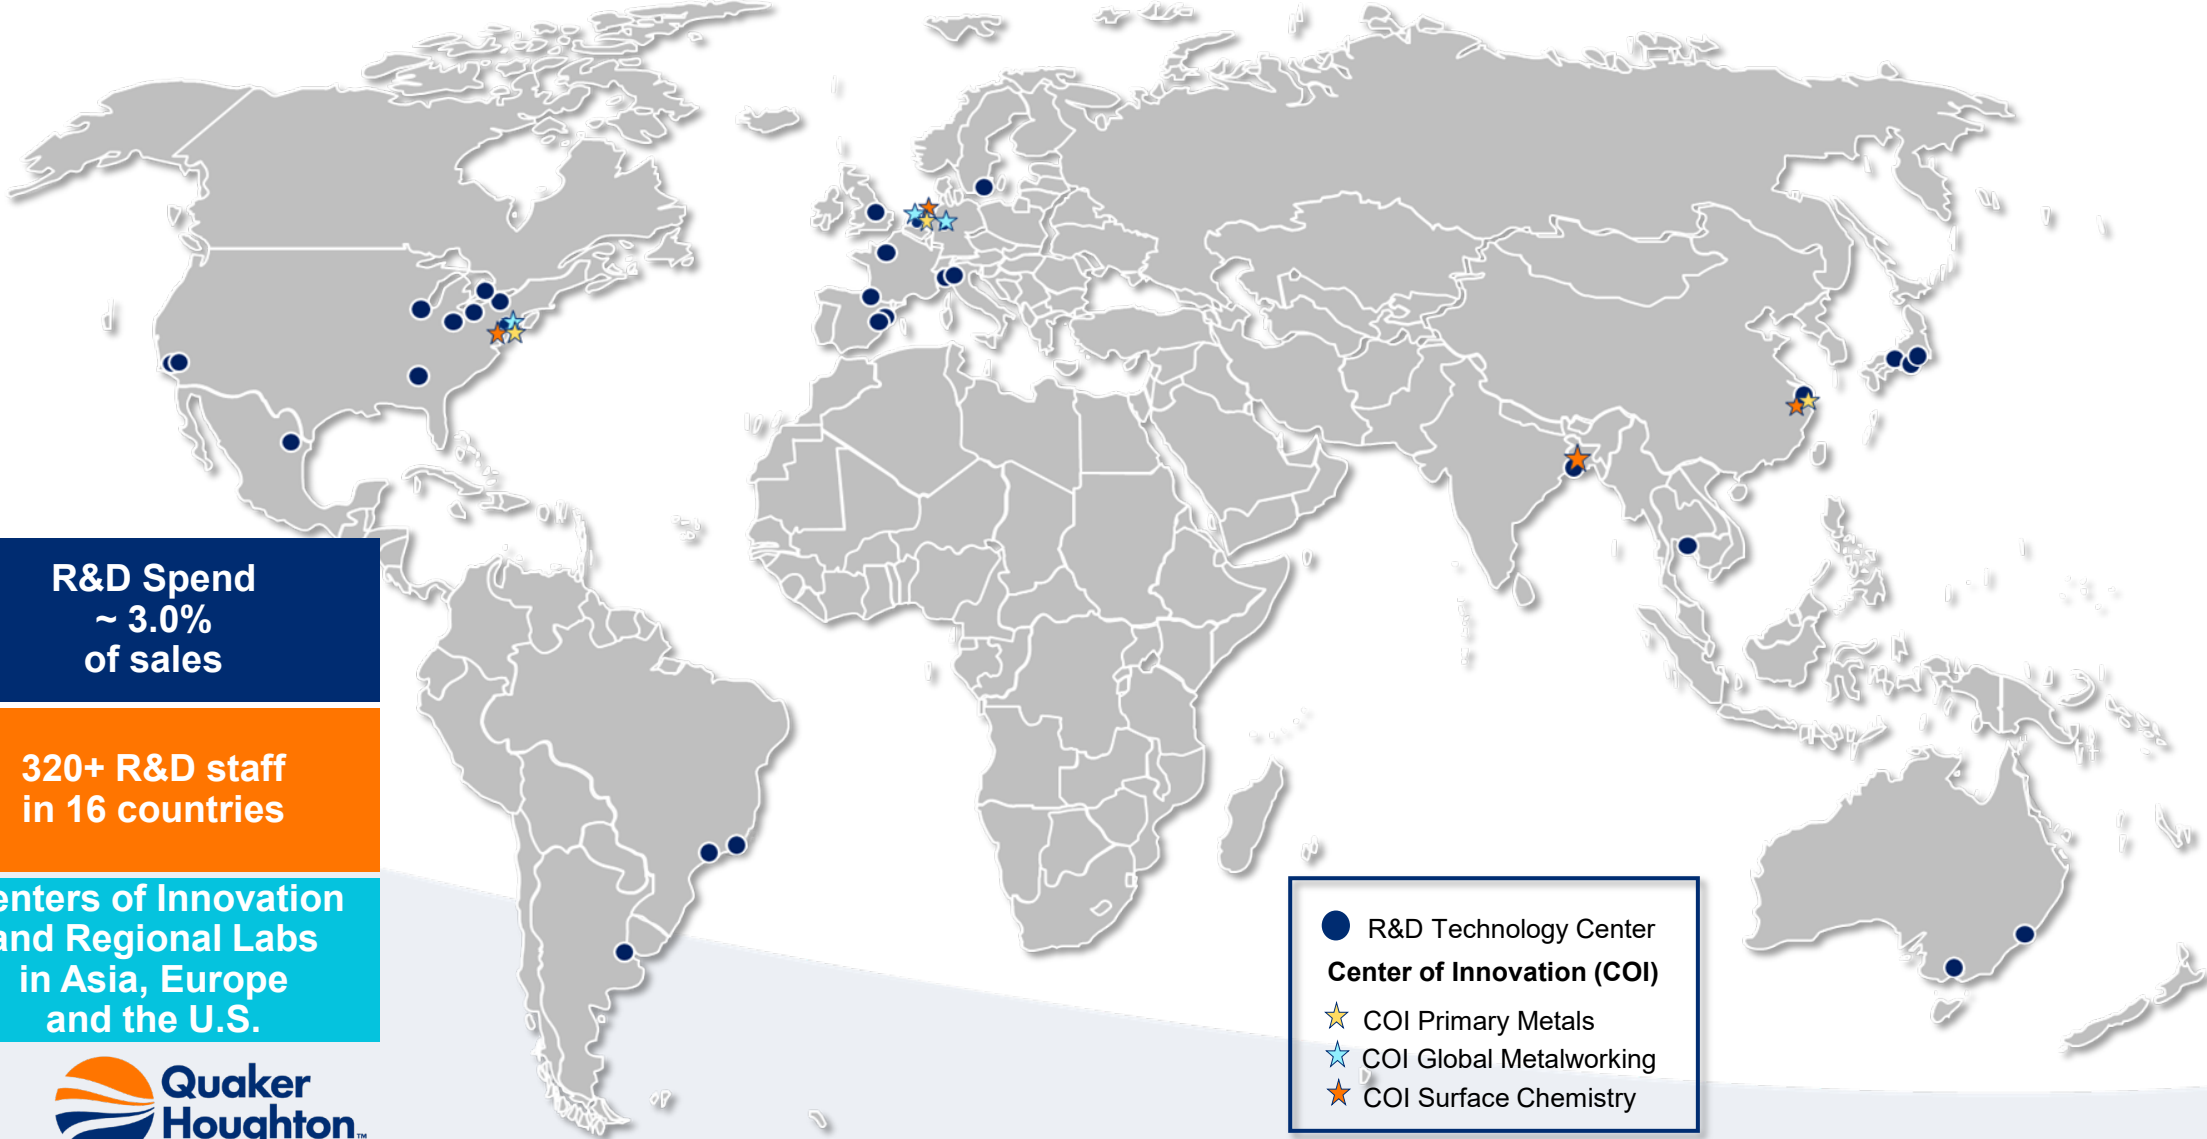 R&D Spend
~ 3.0%
of sales
320+ R&D staff
in 16 countries
enters of Innovation
and Regional Labs
in Asia, Europe
and the U.S.
Quaker
Houghton™
R&D Technology Center
Center of Innovation (COI)
COI Primary Metals
COI Global Metalworking
COI Surface Chemistry